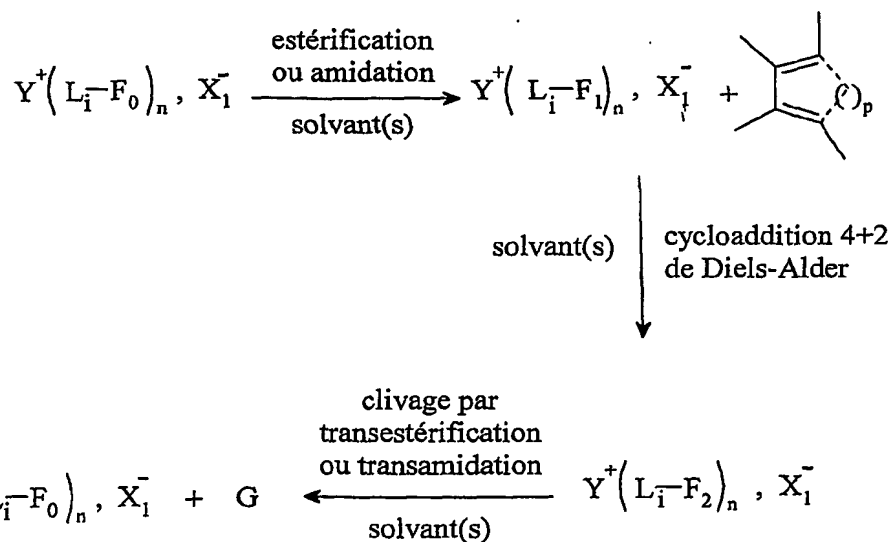 estérification
ou amidation
Y⁺(Lᵢ—F₀)ₙ, X₁⁻
solvant(s)
Y⁺(Lᵢ—F₁)ₙ, X₁⁻ + ( )ₚ
solvant(s)
cycloaddition 4+2
de Diels-Alder
clivage par
transestérification
ou transamidation
ᵢ—F₀)ₙ, X₁⁻ + G
solvant(s)
Y⁺(Lᵢ—F₂)ₙ, X₁⁻